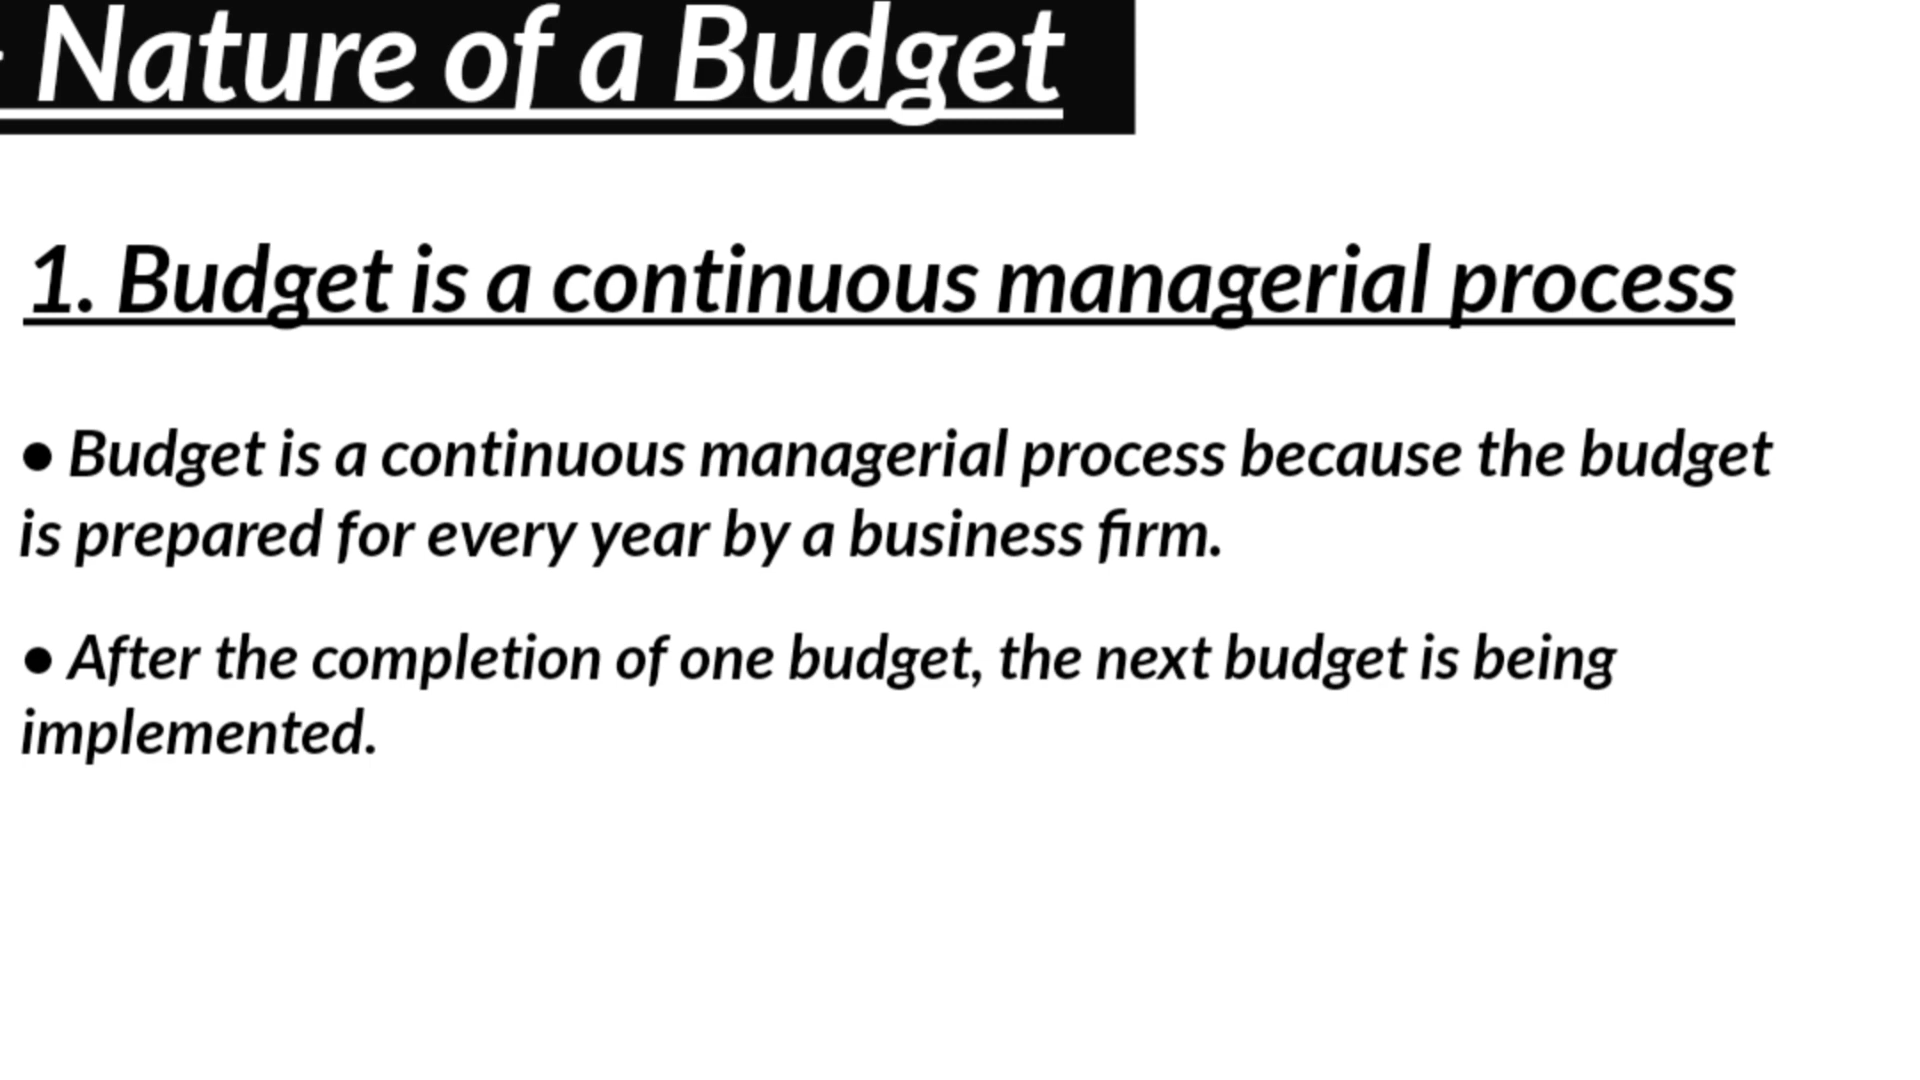 Nature of a Budget
1. Budget is a continuous managerial process
• Budget is a continuous managerial process because the budget
is prepared for every year by a business firm.
• After the completion of one budget, the next budget is being
implemented.